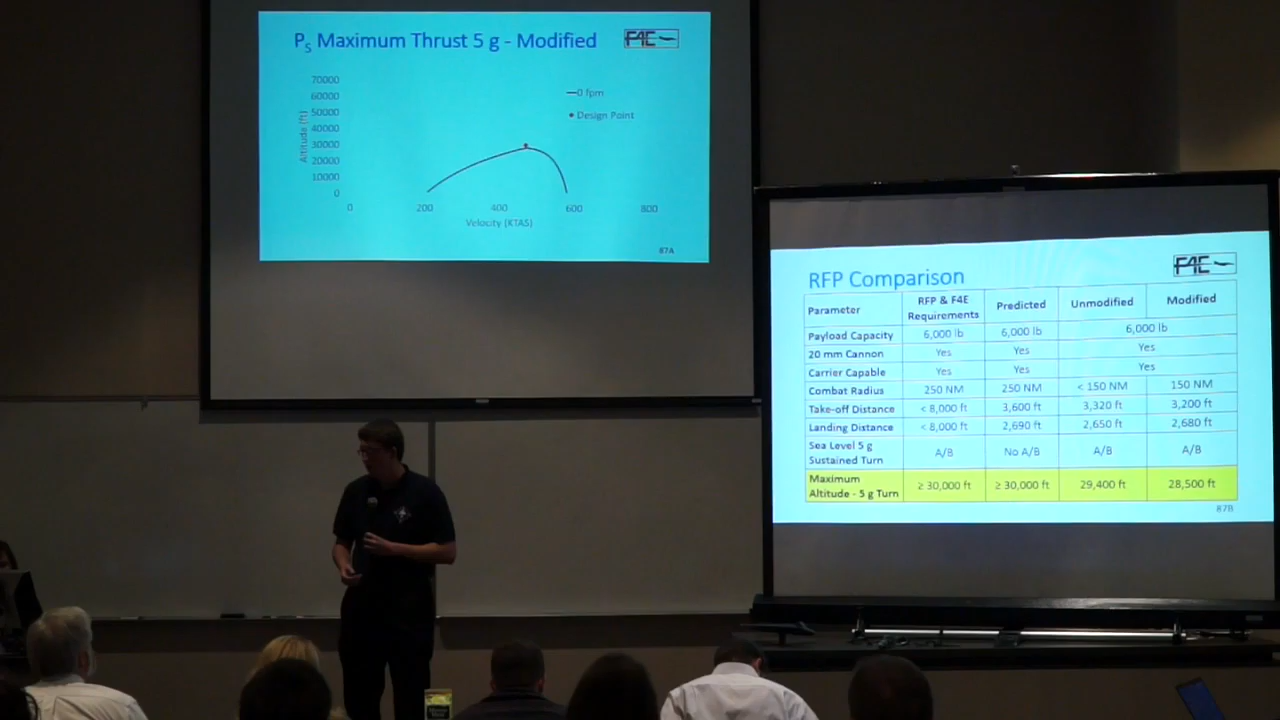 P5 Maximum Thrust 5 g - Modified
F4E
70000
60000
50000
40000
30000
20000
10000
0
Altitude (ft)
0 200 400 600 800
Velocity (KTAS)
0 fpm
Design Point
87A
RFP Comparison
F4E
Parameter RFP & F4E Requirements Predicted Unmodified Modified
Payload Capacity 6,000 lb 6,000 lb 6,000 lb
20 mm Cannon Yes Yes Yes
Carrier Capable Yes Yes Yes
Combat Radius 250 NM 250 NM < 150 NM 150 NM
Take-off Distance < 8,000 ft 3,600 ft 3,320 ft 3,200 ft
Landing Distance < 8,000 ft 2,690 ft 2,650 ft 2,680 ft
Sea Level 5 g Sustained Turn A/B No A/B A/B A/B
Maximum Altitude - 5 g Turn ≥ 30,000 ft ≥ 30,000 ft 29,400 ft 28,500 ft
87B